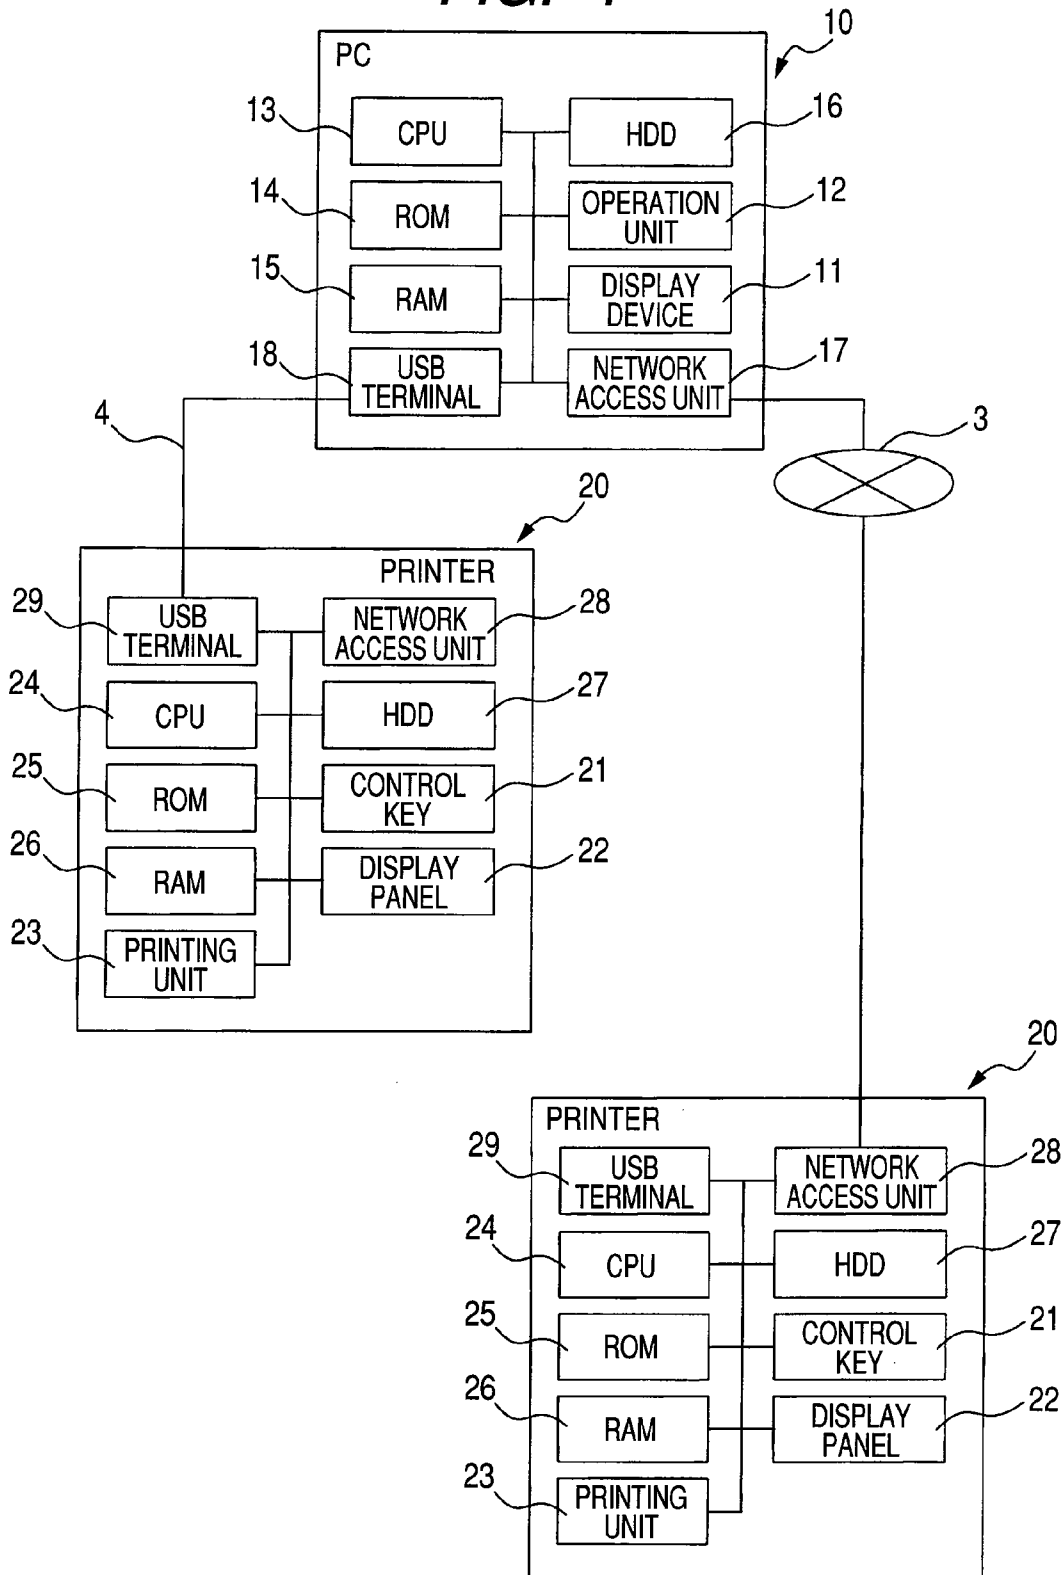 10
PC
13
CPU
HDD
16
14
ROM
OPERATION
UNIT
12
15
RAM
DISPLAY
DEVICE
11
18
USB
TERMINAL
NETWORK
ACCESS UNIT
17
4
3
20
PRINTER
29
USB
TERMINAL
NETWORK
ACCESS UNIT
28
24
CPU
HDD
27
25
ROM
CONTROL
KEY
21
26
RAM
DISPLAY
PANEL
22
23
PRINTING
UNIT
20
PRINTER
29
USB
TERMINAL
NETWORK
ACCESS UNIT
28
24
CPU
HDD
27
25
ROM
CONTROL
KEY
21
26
RAM
DISPLAY
PANEL
22
23
PRINTING
UNIT